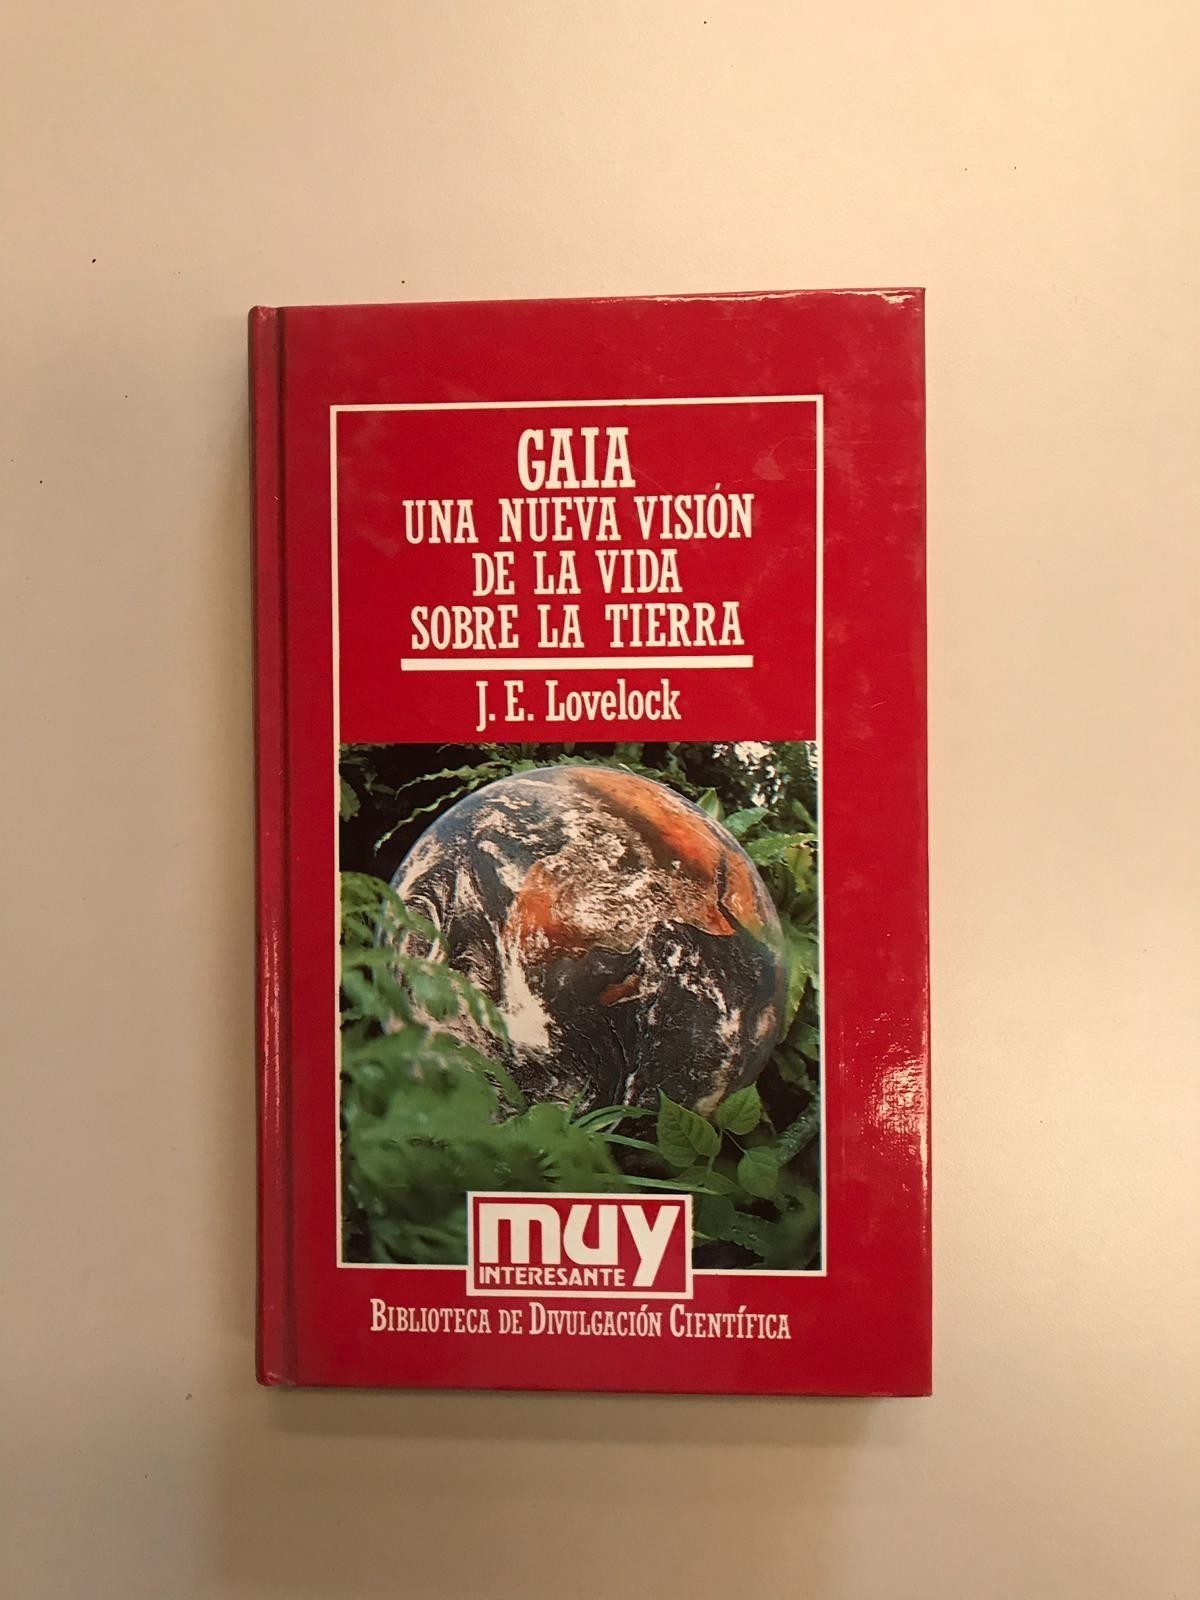 GAIA
UNA NUEVA VISIÓN
DE LA VIDA
SOBRE LA TIERRA
J. E. Lovelock
muy
INTERESANTE
BIBLIOTECA DE DIVULGACIÓN CIENTÍFICA